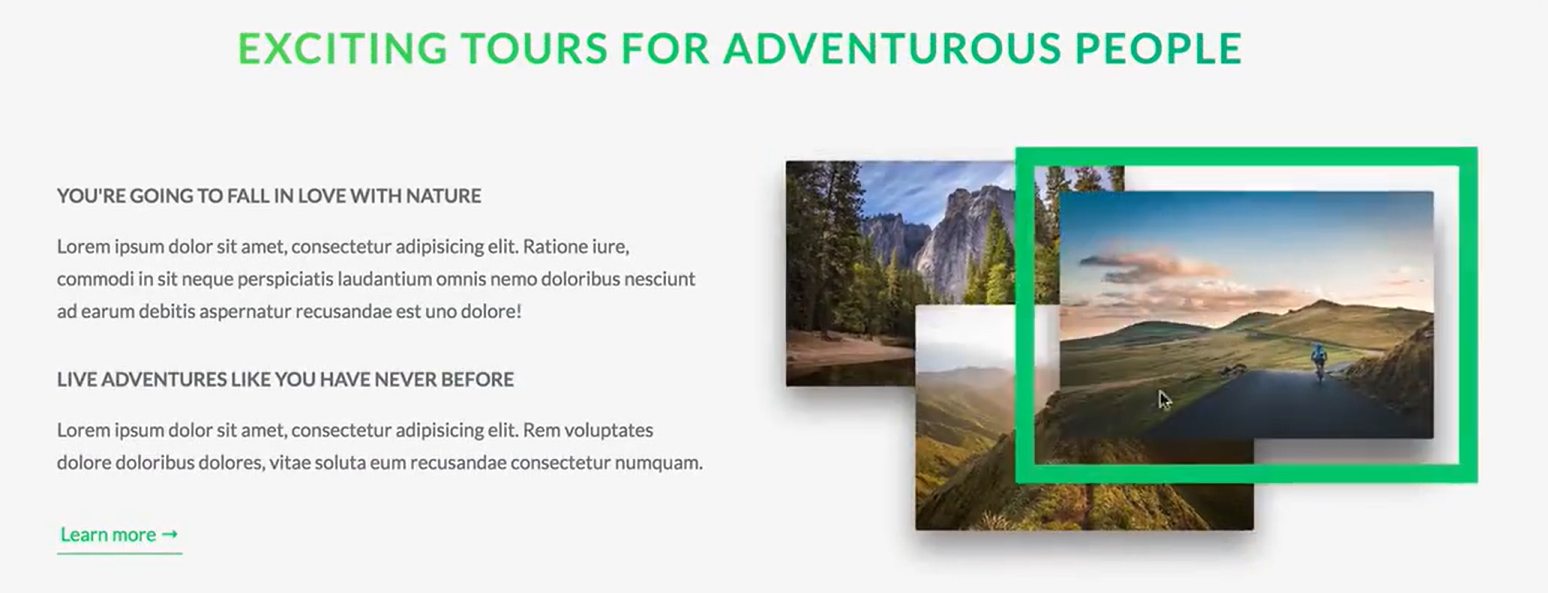 EXCITING TOURS FOR ADVENTUROUS PEOPLE
YOU'RE GOING TO FALL IN LOVE WITH NATURE
Lorem ipsum dolor sit amet, consectetur adipisicing elit. Ratione iure,
commodi in sit neque perspiciatis laudantium omnis nemo doloribus nesciunt
ad earum debitis aspernatur recusandae est uno dolore!
LIVE ADVENTURES LIKE YOU HAVE NEVER BEFORE
Lorem ipsum dolor sit amet, consectetur adipisicing elit. Rem voluptates
dolore doloribus dolores, vitae soluta eum recusandae consectetur numquam.
Learn more →